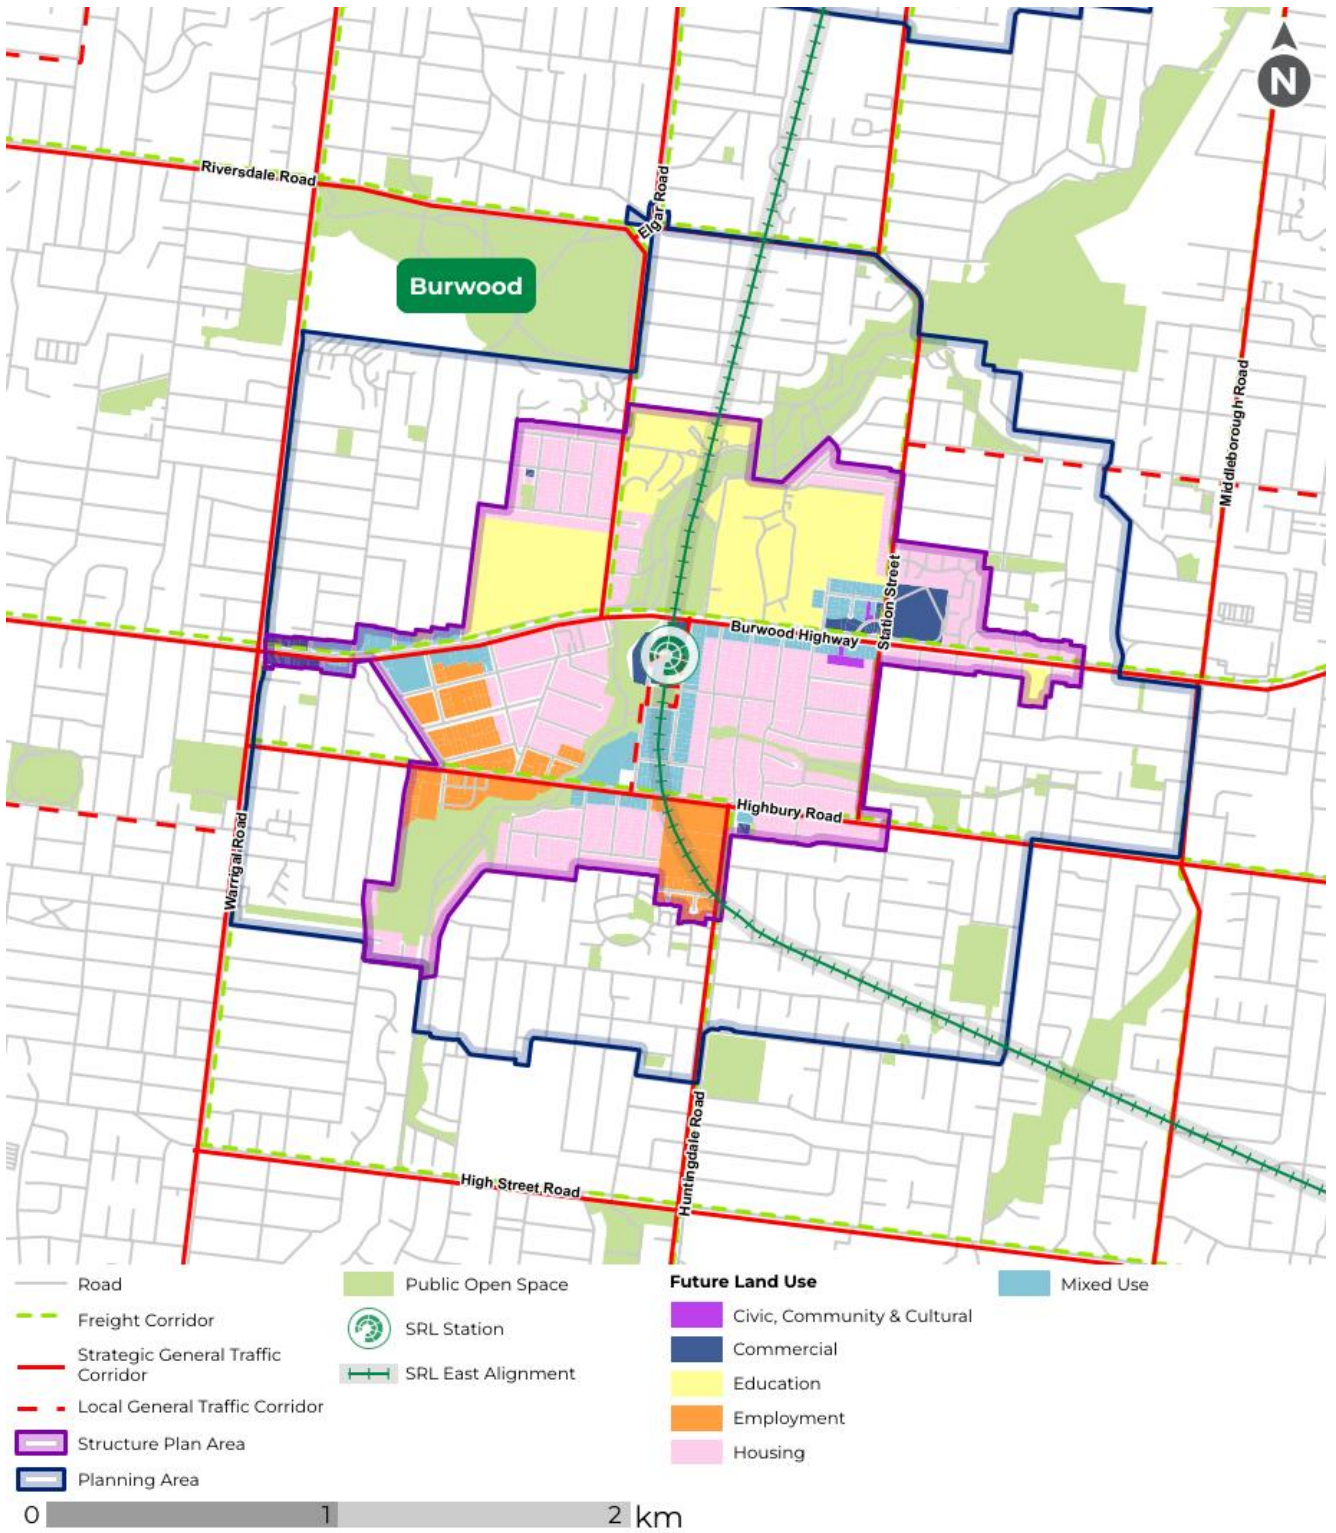 N
Riversdale Road
Elgar Road
Burwood
Middleborough Road
Station Street
Burwood Highway
Highbury Road
Warrigal Road
Huntingdale Road
High Street Road
Road
Freight Corridor
Strategic General Traffic
Corridor
Local General Traffic Corridor
Structure Plan Area
Planning Area
Public Open Space
SRL Station
SRL East Alignment
Future Land Use
Civic, Community & Cultural
Commercial
Education
Employment
Housing
Mixed Use
0 1 2 km